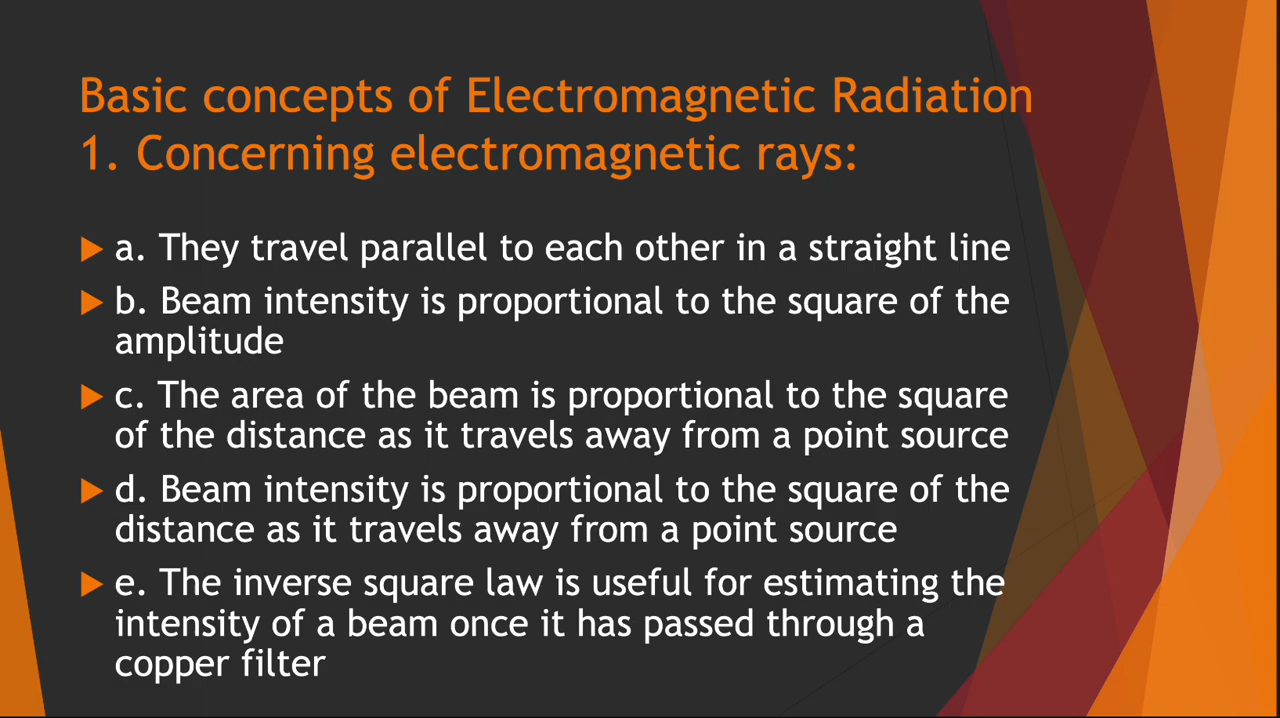 Basic concepts of Electromagnetic Radiation
1. Concerning electromagnetic rays:
a. They travel parallel to each other in a straight line
b. Beam intensity is proportional to the square of the
amplitude
c. The area of the beam is proportional to the square
of the distance as it travels away from a point source
d. Beam intensity is proportional to the square of the
distance as it travels away from a point source
e. The inverse square law is useful for estimating the
intensity of a beam once it has passed through a
copper filter